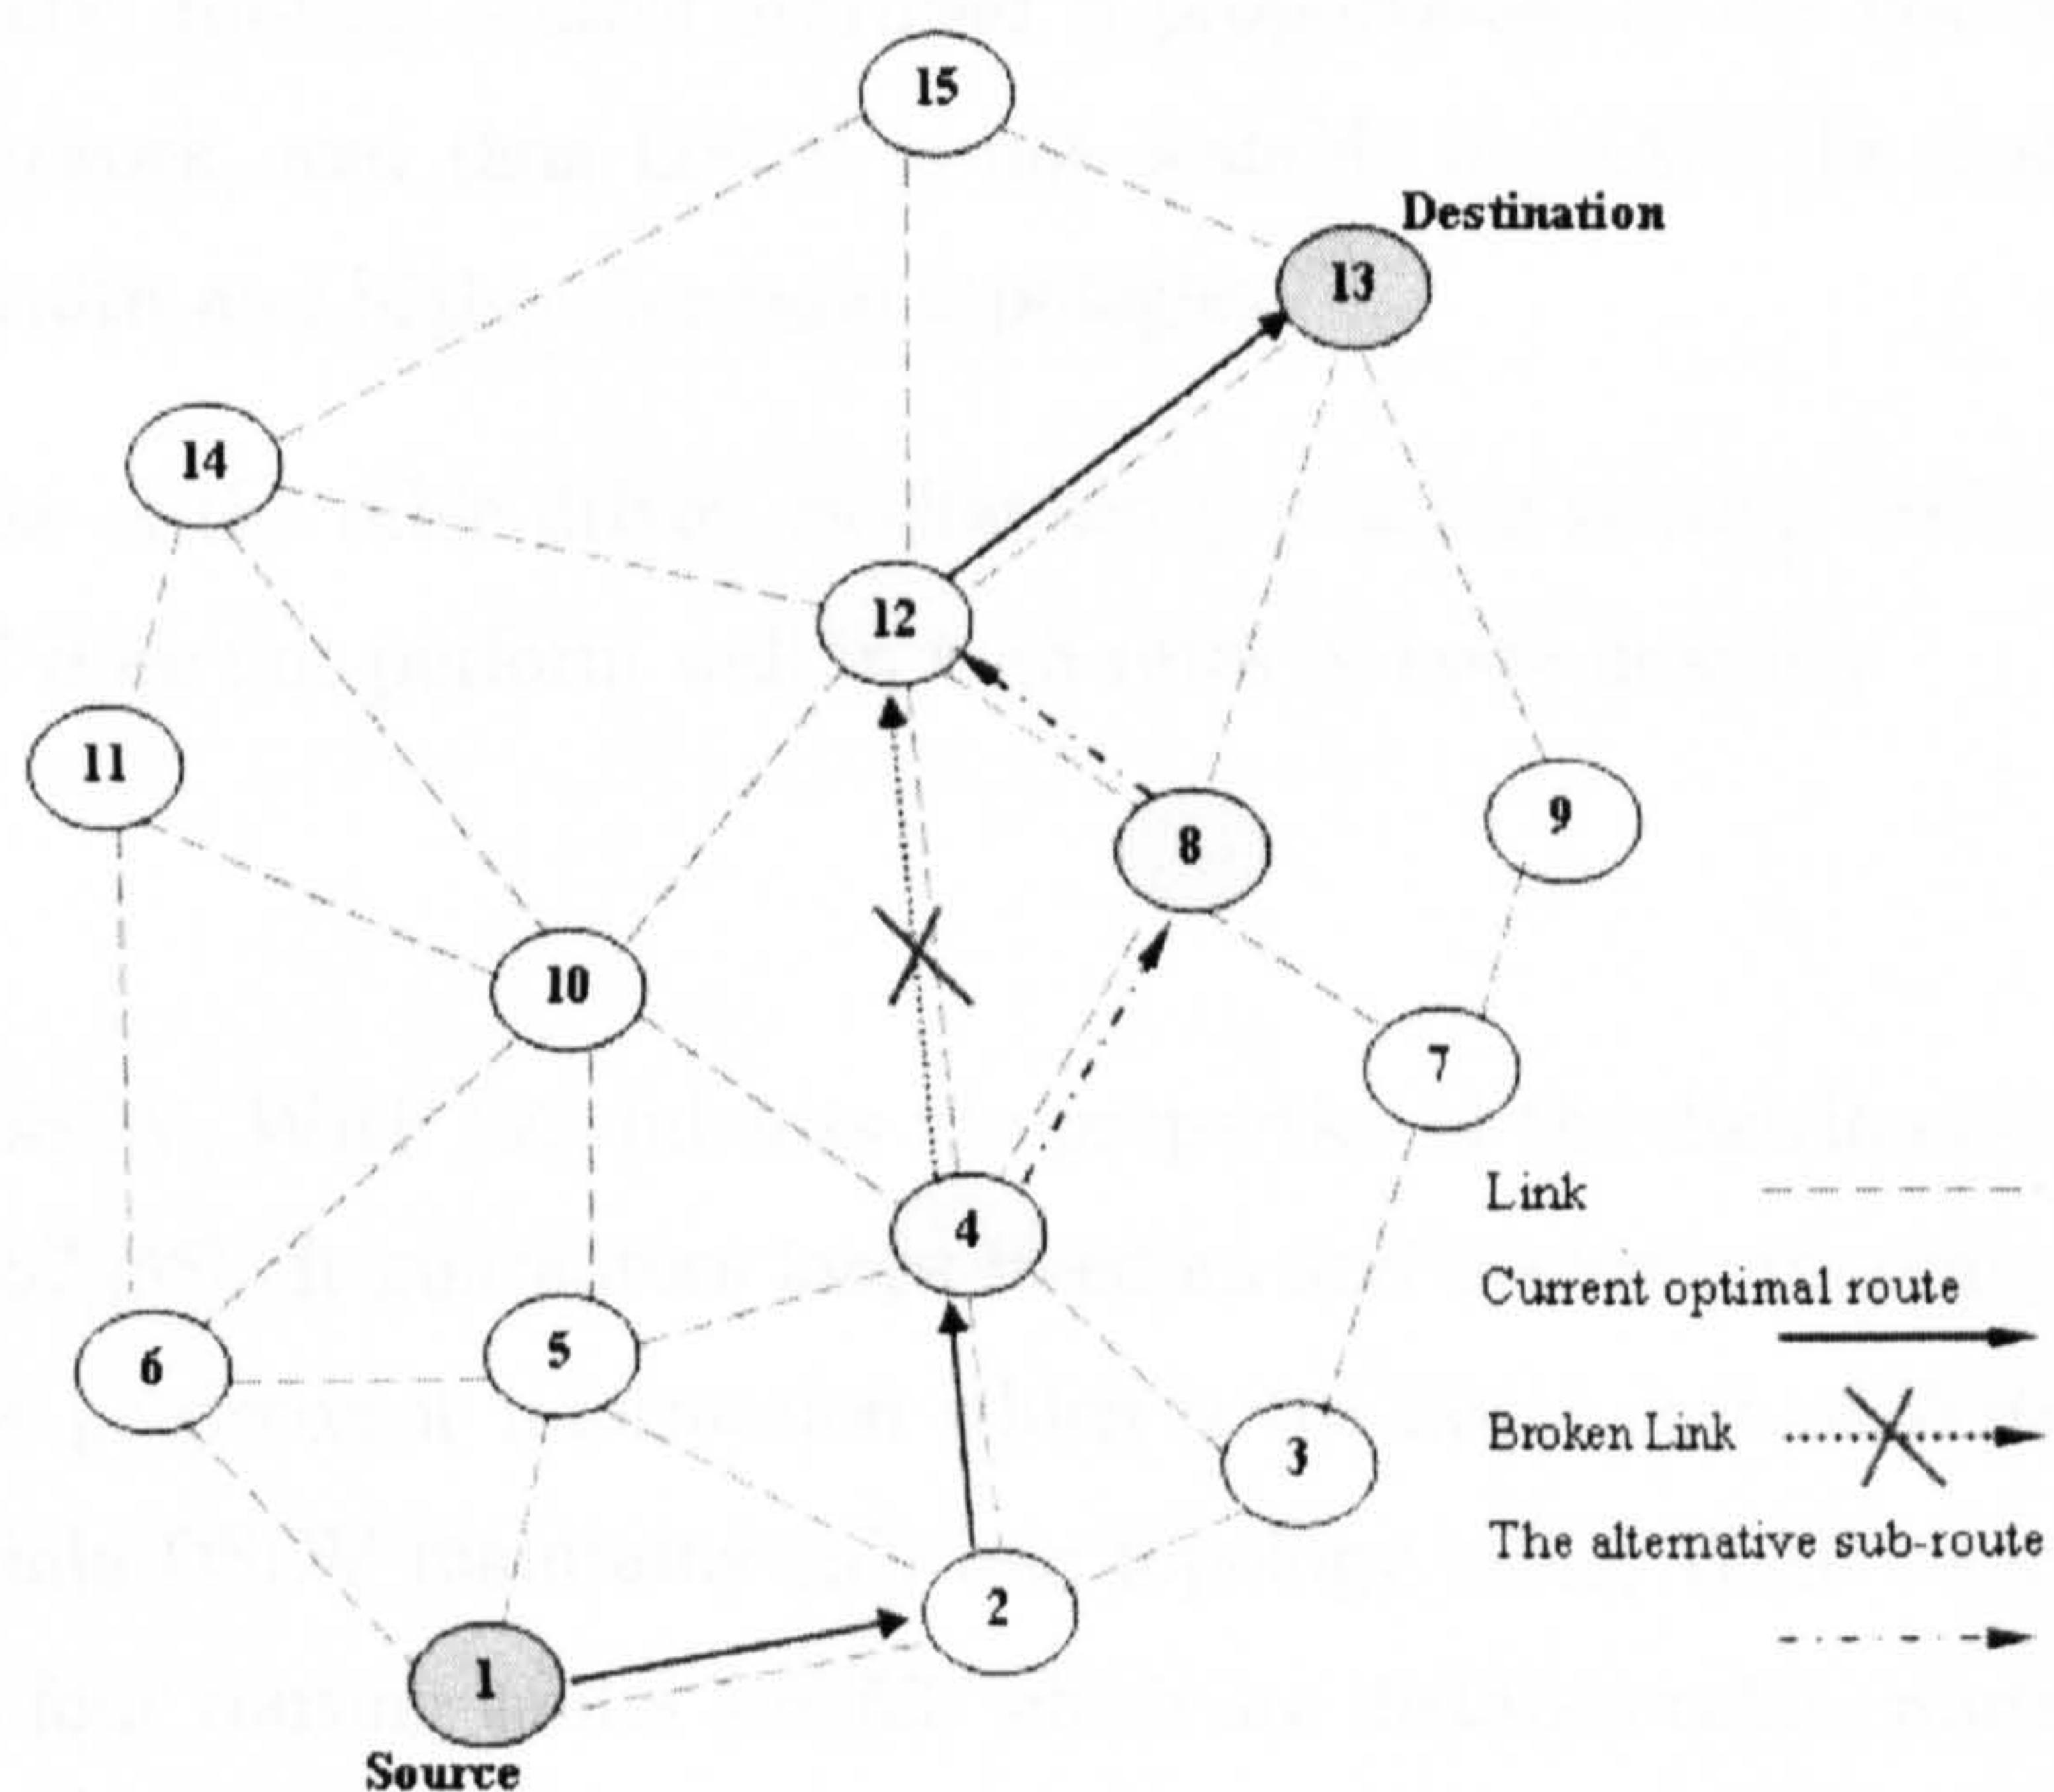 15
Destination
13
14
12
11
9
8
10
7
Link
4
Current optimal route
5
6
Broken Link
3
The alternative sub-route
2
1
Source